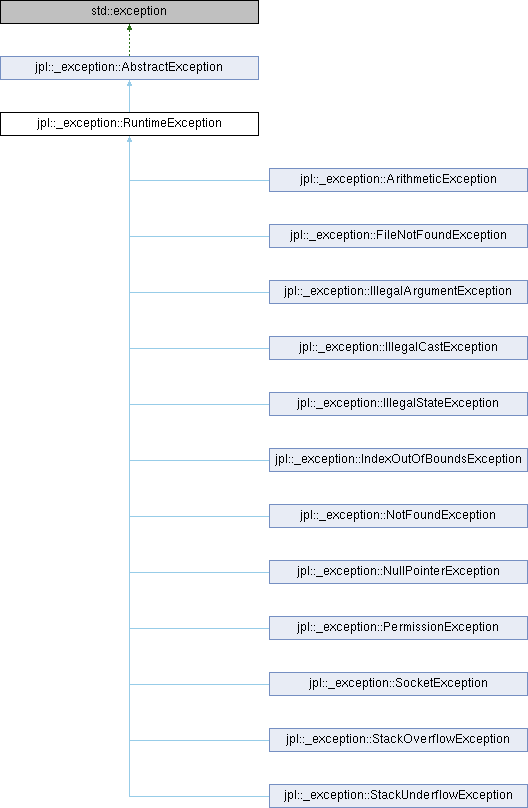 std::exception
jpl::_exception::AbstractException
jpl::_exception::RuntimeException
jpl::_exception::ArithmeticException
jpl::_exception::FileNotFoundException
jpl::_exception::IllegalArgumentException
jpl::_exception::IllegalCastException
jpl::_exception::IllegalStateException
jpl::_exception::IndexOutOfBoundsException
jpl::_exception::NotFoundException
jpl::_exception::NullPointerException
jpl::_exception::PermissionException
jpl::_exception::SocketException
jpl::_exception::StackOverflowException
jpl::_exception::StackUnderflowException